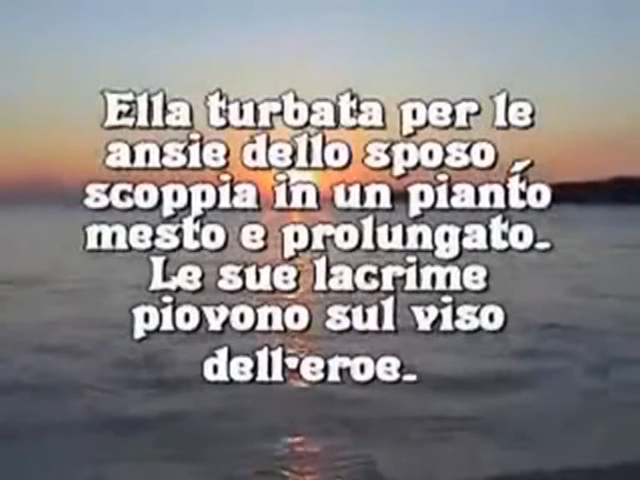 Ella turbata per le
ansie dello sposo ,
scoppia in un pianto
mesto e prolungato.
Le sue lacrime
piovono sul viso
dell'eroe.